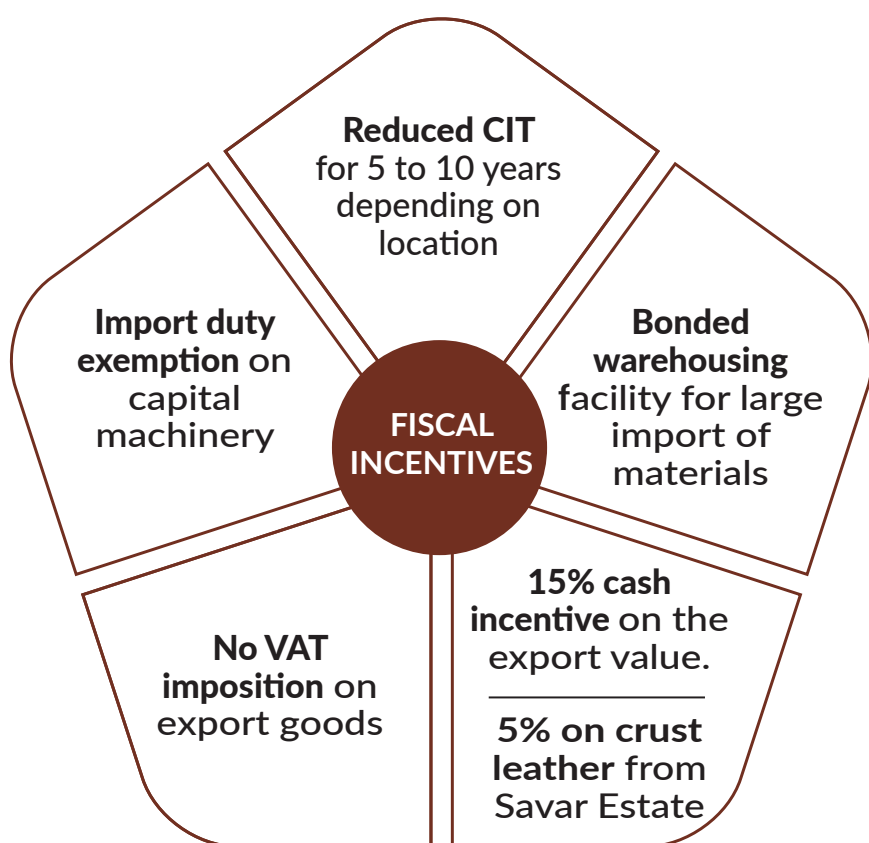 Reduced CIT
for 5 to 10 years
depending on
location
Import duty
exemption on
capital
machinery
Bonded
warehousing
facility for large
import of
materials
FISCAL
INCENTIVES
No VAT
imposition on
export goods
15% cash
incentive on the
export value.
5% on crust
leather from
Savar Estate